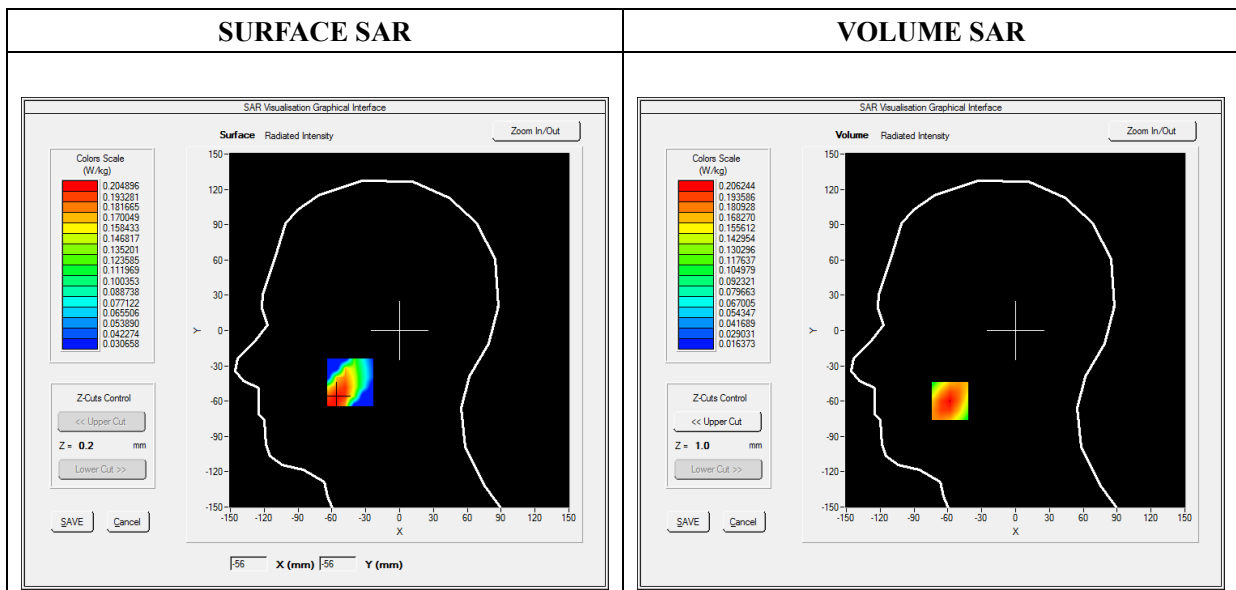 SURFACE SAR
VOLUME SAR
SAR Visualisation Graphical Interface
Surface Radiated Intensity
Zoom In/Out
Colors Scale
(W/kg)
0.204896
0.193281
0.181665
0.170049
0.158433
0.146817
0.135201
0.123585
0.111969
0.100353
0.088738
0.077122
0.065506
0.053890
0.042274
0.030658
Z-Cuts Control
<< Upper Cut
Z = 0.2 mm
Lower Cut >>
SAVE Cancel
150
120
90
60
30
0
-30
-60
-90
-120
-150
Y
-150 -120 -90 -60 -30 0 30 60 90 120 150
X
-56 X (mm) -56 Y (mm)
SAR Visualisation Graphical Interface
Volume Radiated Intensity
Zoom In/Out
Colors Scale
(W/kg)
0.206244
0.193586
0.180928
0.168270
0.155612
0.142954
0.130296
0.117637
0.104979
0.092321
0.079663
0.067005
0.054347
0.041689
0.029031
0.016373
Z-Cuts Control
<< Upper Cut
Z = 1.0 mm
Lower Cut >>
SAVE Cancel
150
120
90
60
30
0
-30
-60
-90
-120
-150
Y
-150 -120 -90 -60 -30 0 30 60 90 120 150
X